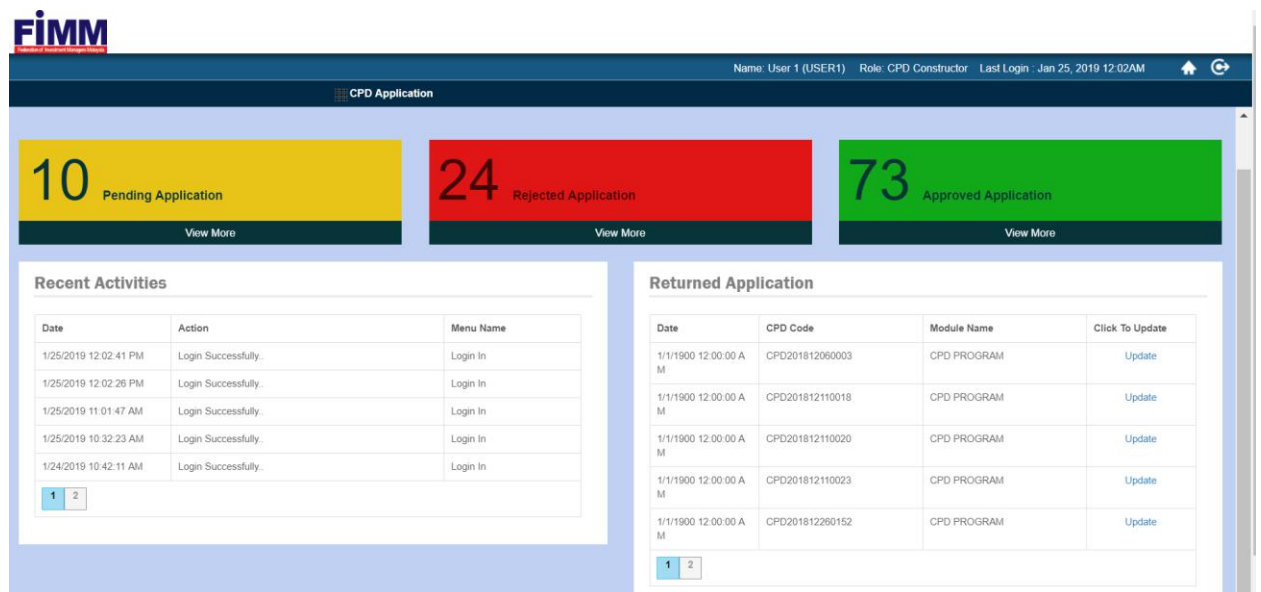 FiMM
Federation of Investment Managers Malaysia
Name: User 1 (USER1) Role: CPD Constructor Last Login : Jan 25, 2019 12:02AM
CPD Application
10 Pending Application
View More
24 Rejected Application
View More
73 Approved Application
View More
Recent Activities
Date Action Menu Name
1/25/2019 12:02:41 PM Login Successfully.. Login In
1/25/2019 12:02:26 PM Login Successfully.. Login In
1/25/2019 11:01:47 AM Login Successfully.. Login In
1/25/2019 10:32:23 AM Login Successfully.. Login In
1/24/2019 10:42:11 AM Login Successfully.. Login In
1 2
Returned Application
Date CPD Code Module Name Click To Update
1/1/1900 12:00:00 A CPD201812060003 CPD PROGRAM Update
M
1/1/1900 12:00:00 A CPD201812110018 CPD PROGRAM Update
M
1/1/1900 12:00:00 A CPD201812110020 CPD PROGRAM Update
M
1/1/1900 12:00:00 A CPD201812110023 CPD PROGRAM Update
M
1/1/1900 12:00:00 A CPD201812260152 CPD PROGRAM Update
M
1 2